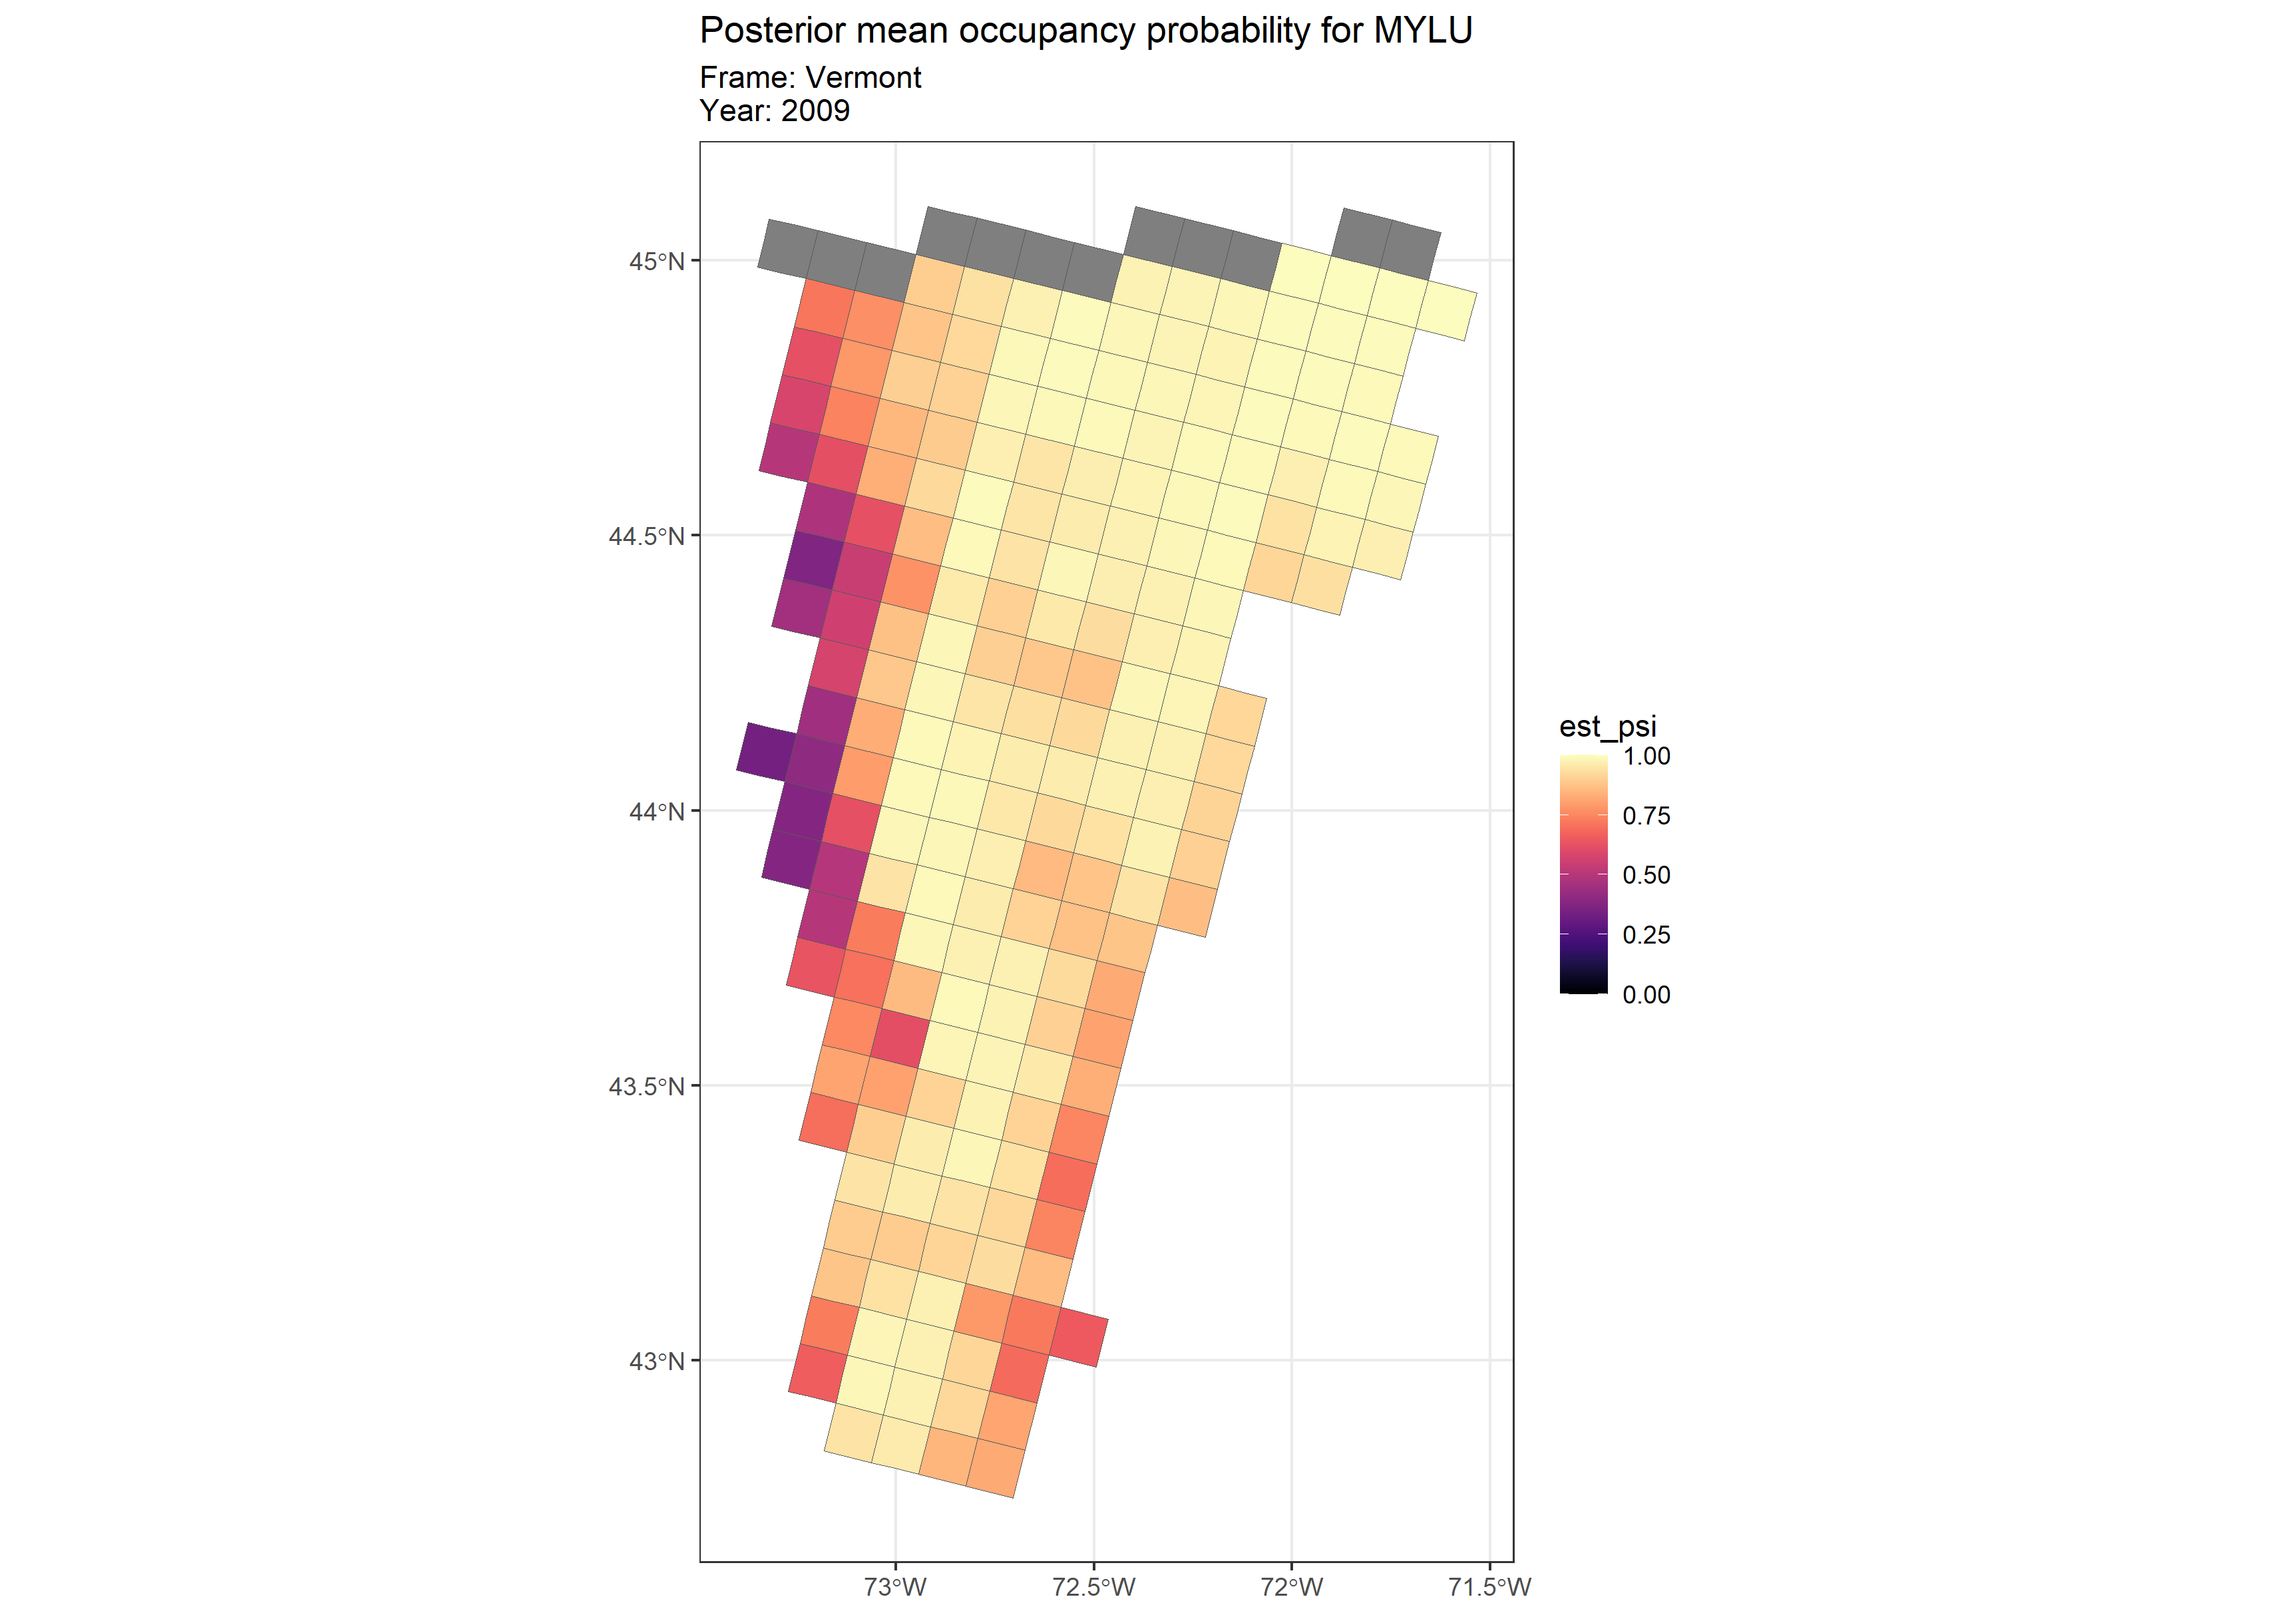 Posterior mean occupancy probability for MYLU
Frame: Vermont
Year: 2009
45°N
44.5°N
44°N
43.5°N
43°N
73°W
72.5°W
72°W
71.5°W
est_psi
1.00
0.75
0.50
0.25
0.00